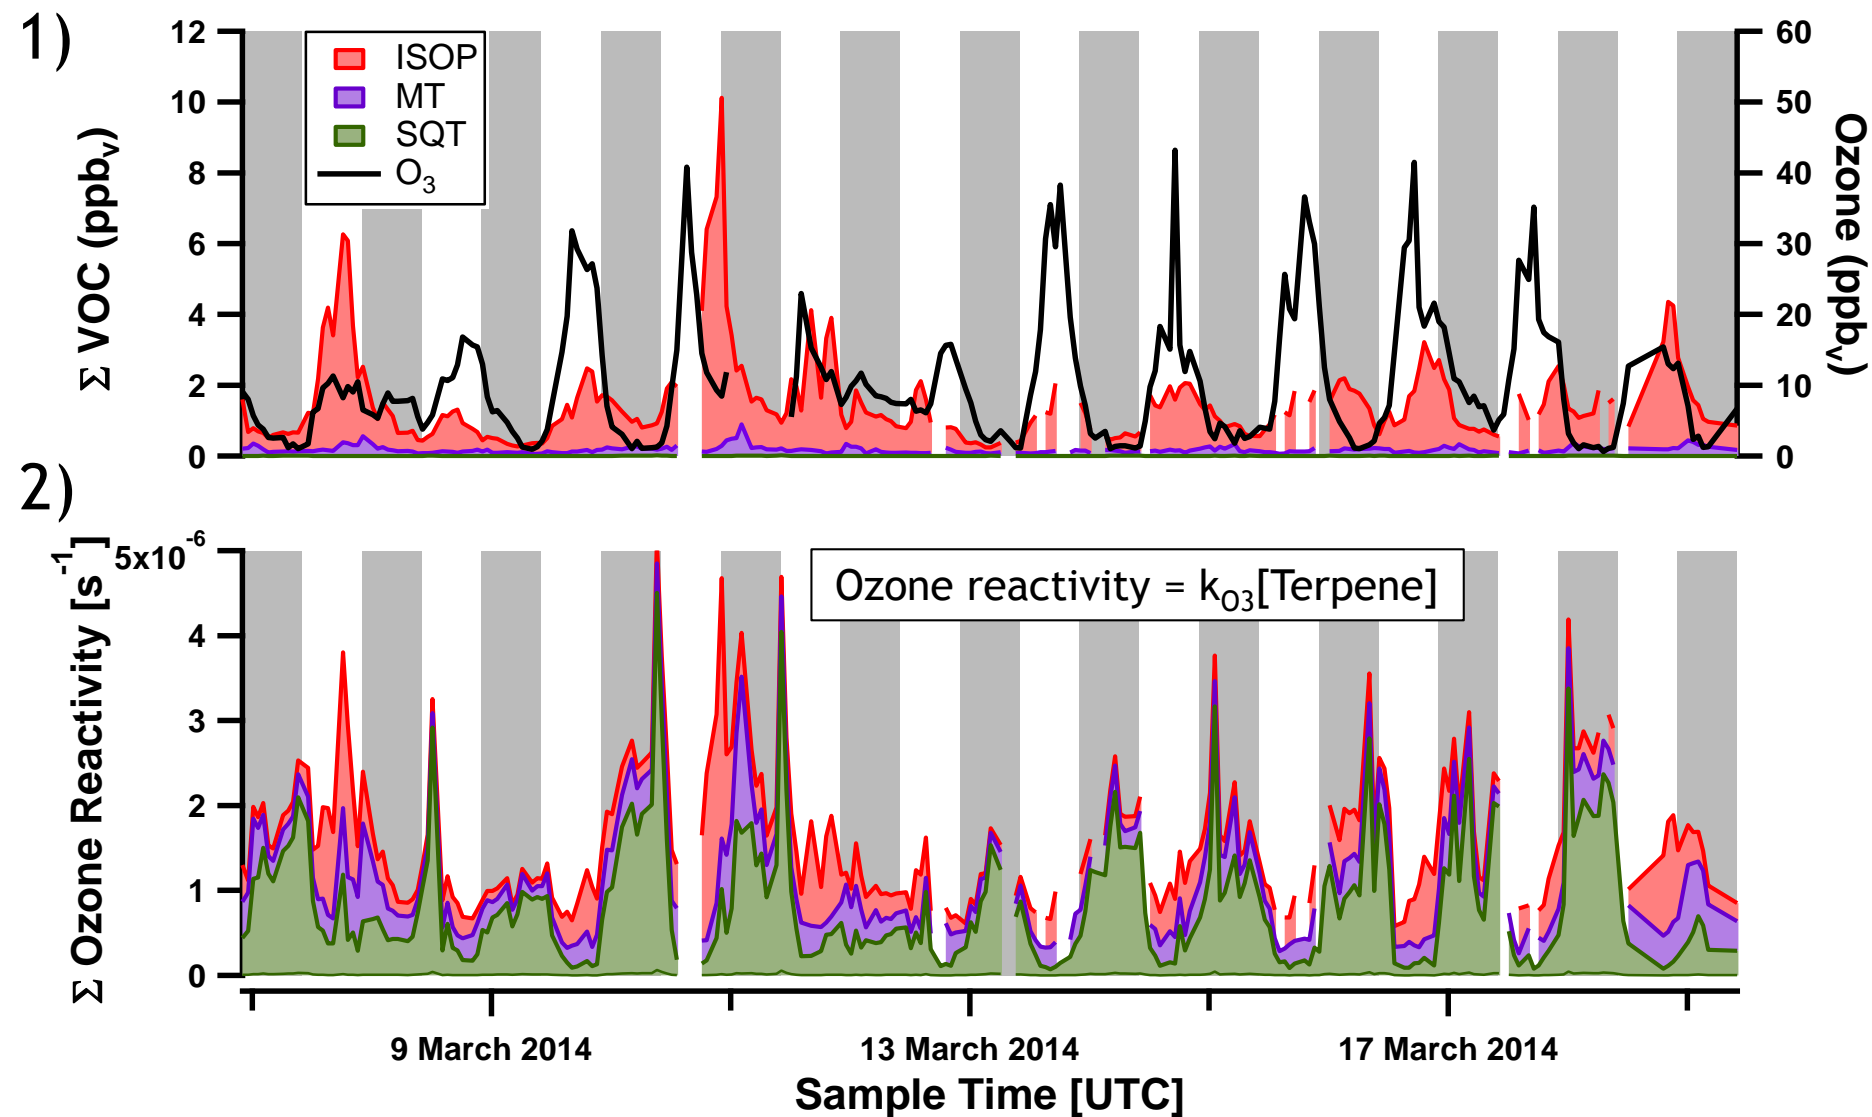 1)
12
10
8
6
4
2
0
Σ VOC (ppbv)
ISOP
MT
SQT
O3
60
50
40
30
20
10
0
Ozone (ppbv)
2)
5x10-6
4
3
2
1
0
Σ Ozone Reactivity [s-1]
Ozone reactivity = kO3[Terpene]
9 March 2014
13 March 2014
17 March 2014
Sample Time [UTC]